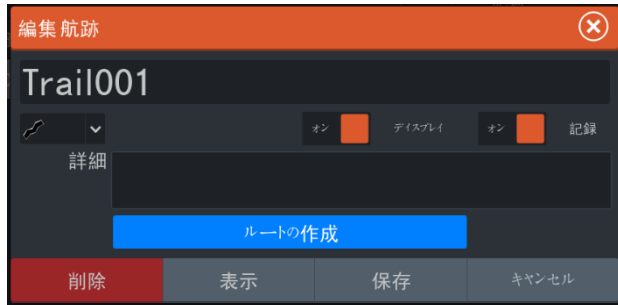 編集 航跡
Trail001
オン ディスプレイ オン 記録
詳細
ルートの作成
削除 表示 保存 キャンセル